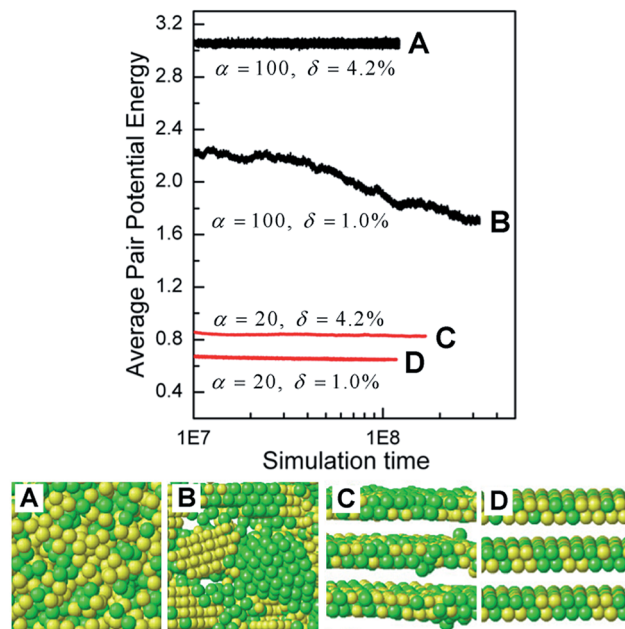 3.2
2.8
2.4
2.0
1.6
1.2
0.8
0.4
Average Pair Potential Energy
A
α = 100, δ = 4.2%
B
α = 100, δ = 1.0%
α = 20, δ = 4.2%
C
D
α = 20, δ = 1.0%
1E7 1E8
Simulation time
A B C D